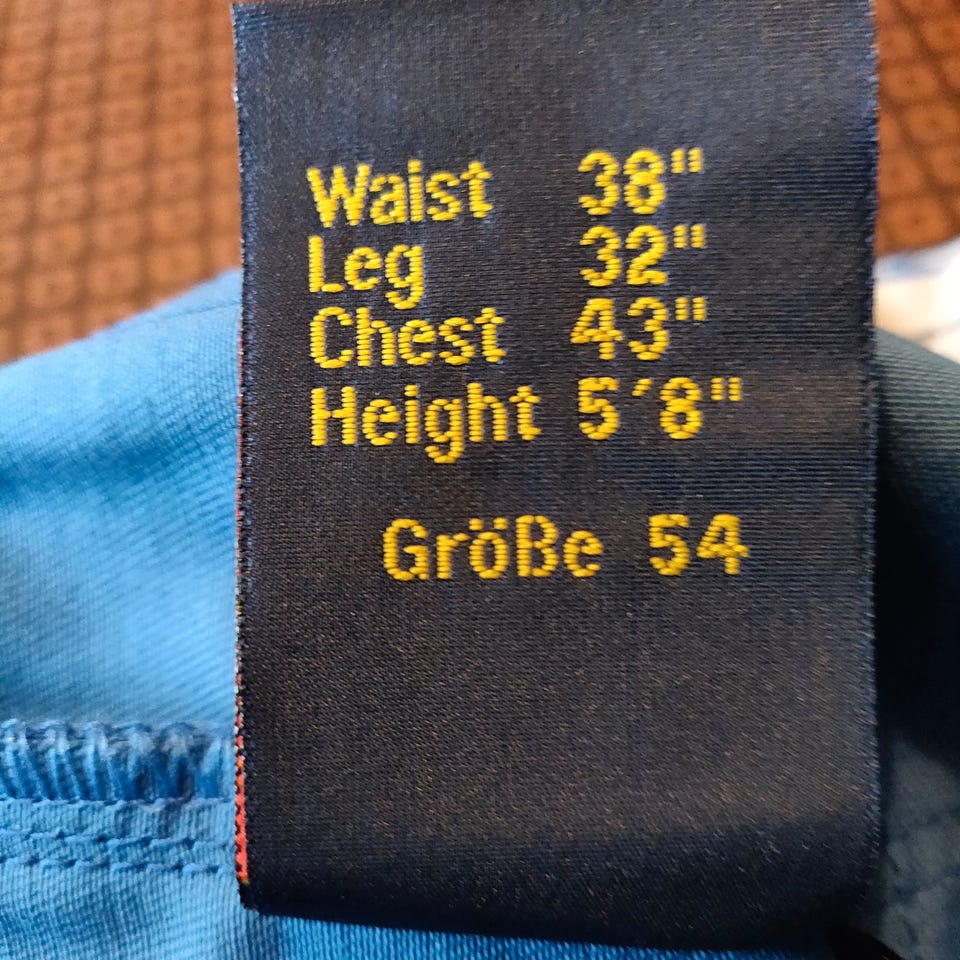 Waist 38"
Leg 32"
Chest 43"
Height 5'8"
Größe 54